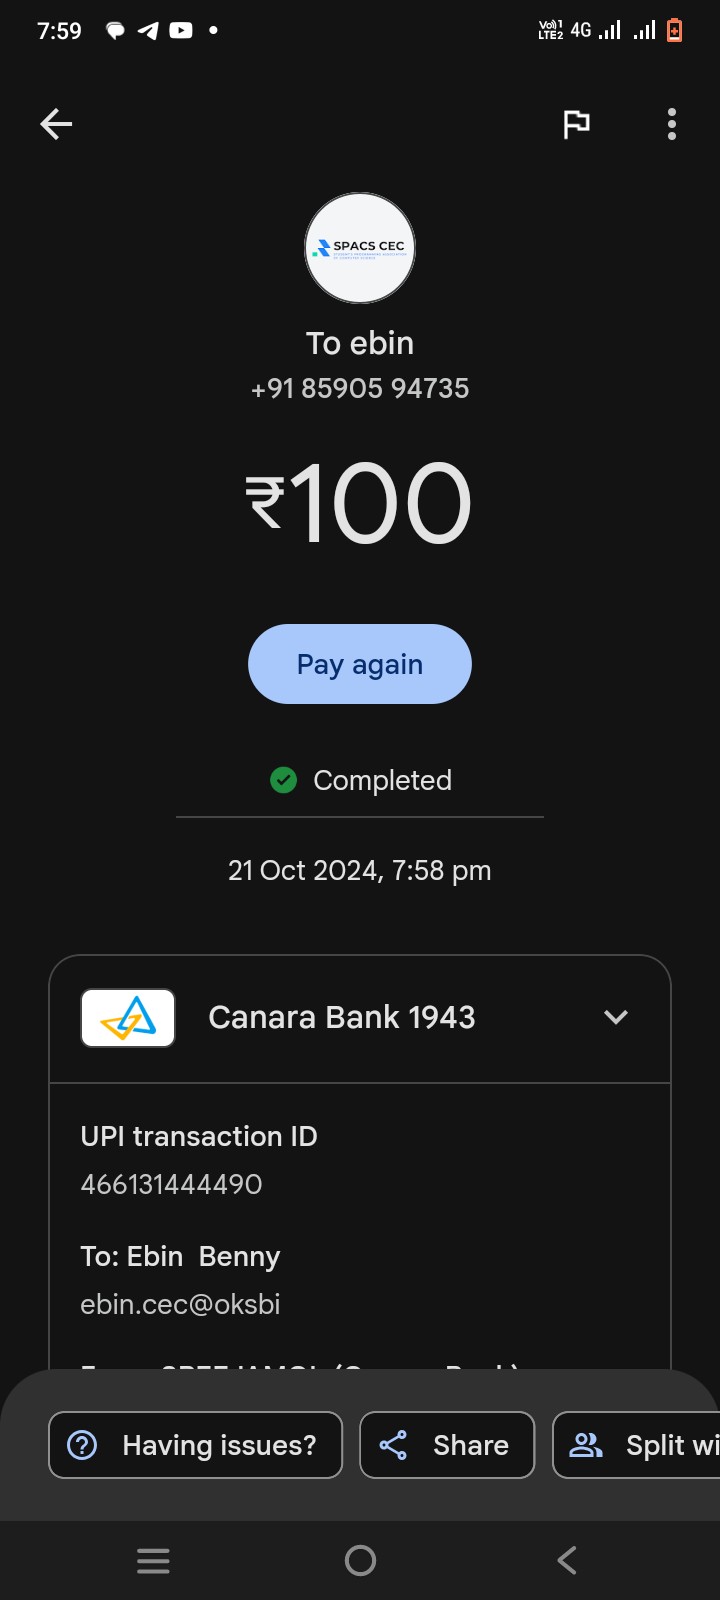 7:59
Vo)) 1
LTE2 4G
SPACS CEC
To ebin
+91 85905 94735
₹100
Pay again
Completed
21 Oct 2024, 7:58 pm
Canara Bank 1943
UPI transaction ID
466131444490
To: Ebin Benny
ebin.cec@oksbi
Having issues?
Share
Split wi